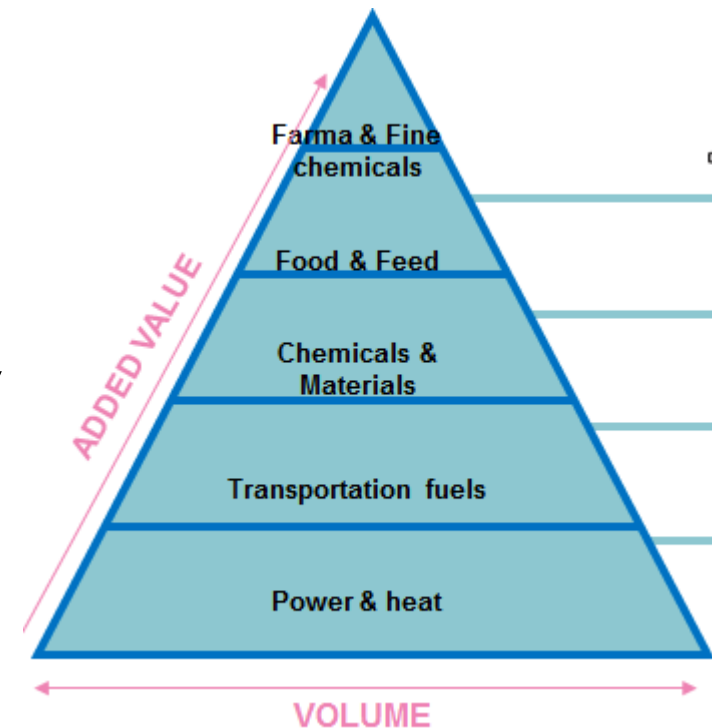 Farma & Fine
chemicals
Food & Feed
Chemicals &
Materials
Transportation fuels
Power & heat
ADDED VALUE
VOLUME